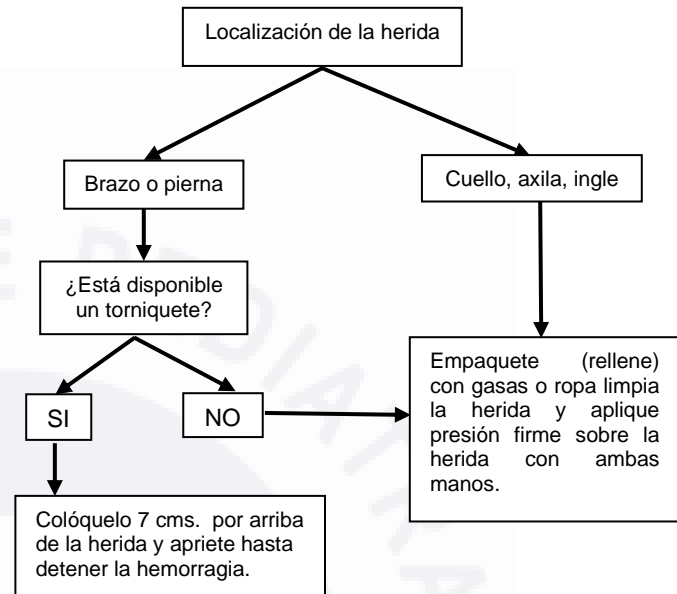 Localización de la herida
Brazo o pierna
Cuello, axila, ingle
¿Está disponible
un torniquete?
SI
NO
Empaquete (rellene)
con gasas o ropa limpia
la herida y aplique
presión firme sobre la
herida con ambas
manos.
Colóquelo 7 cms. por arriba
de la herida y apriete hasta
detener la hemorragia.